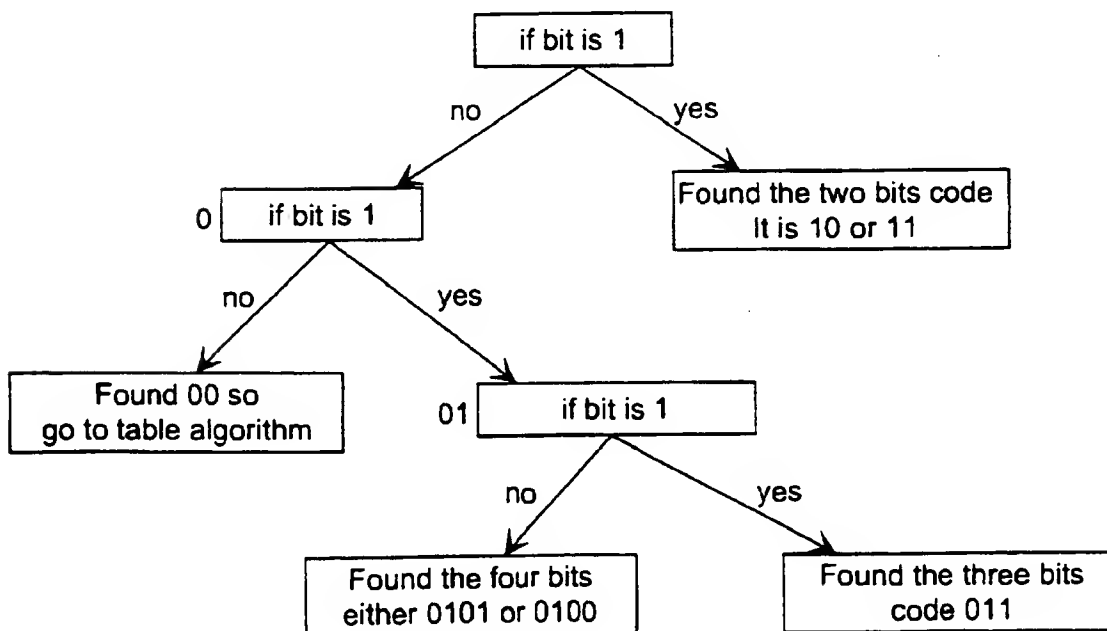 if bit is 1
no
yes
0
if bit is 1
Found the two bits code
It is 10 or 11
no
yes
Found 00 so
go to table algorithm
01
if bit is 1
no
yes
Found the four bits
either 0101 or 0100
Found the three bits
code 011